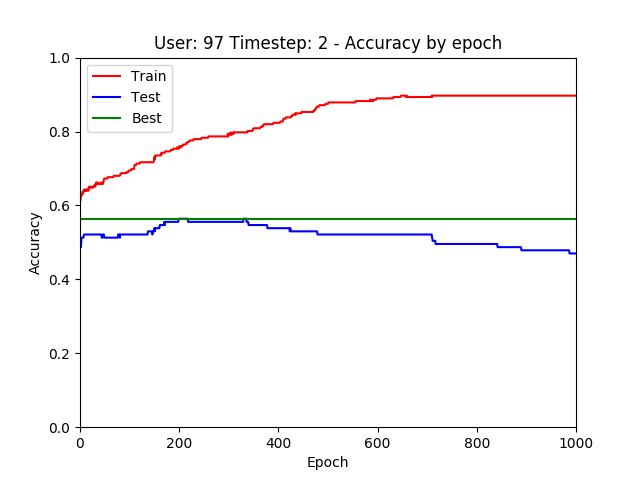 User: 97 Timestep: 2 - Accuracy by epoch
1.0
Train
Test
Best
0.8
0.6
Accuracy
0.4
0.2
0.0
0 200 400 600 800 1000
Epoch